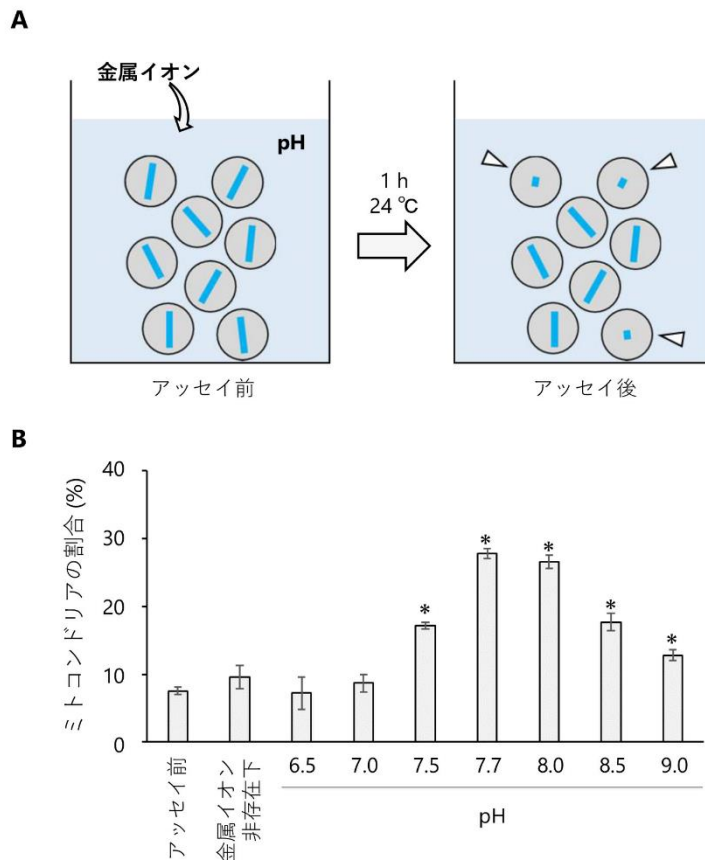 A
金属イオン
pH
1 h
24 ℃
アッセイ前
アッセイ後
B
ミトコンドリアの割合 (%)
40
30
20
10
0
* * * * *
アッセイ前
金属イオン
非存在下
6.5 7.0 7.5 7.7 8.0 8.5 9.0
pH